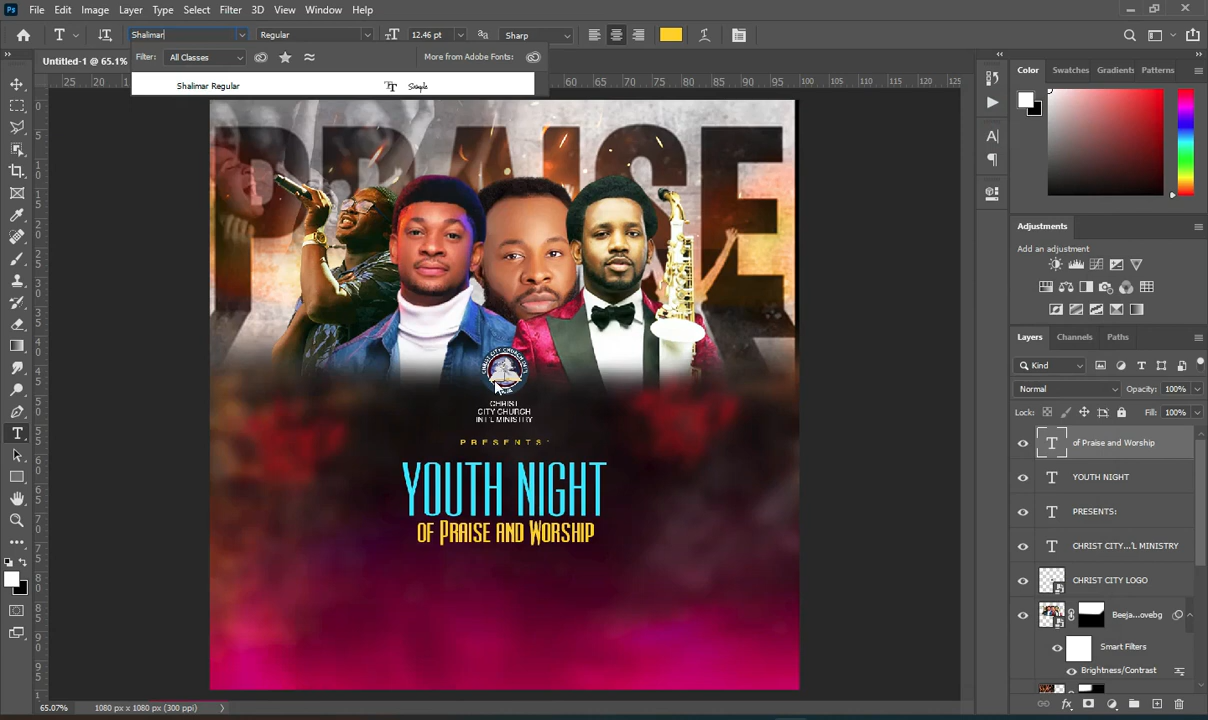 File Edit Image Layer Type Select Filter 3D View Window Help
Shalimar Regular 12.46 pt Sharp
Filter: All Classes More from Adobe Fonts:
Shalimar Regular Sample
Untitled-1 @ 65.1%
Color Swatches Gradients Patterns
PRAISE
CHRIST
CITY CHURCH
INT'L MINISTRY
PRESENTS:
YOUTH NIGHT
OF PRAISE AND WORSHIP
Adjustments
Add an adjustment
Layers Channels Paths
Kind
Normal Opacity: 100%
Lock: Fill: 100%
of Praise and Worship
YOUTH NIGHT
PRESENTS:
CHRIST CITY...'L MINISTRY
CHRIST CITY LOGO
Beeja...ovebg
Smart Filters
Brightness/Contrast
65.07% 1080 px x 1080 px (300 ppi)